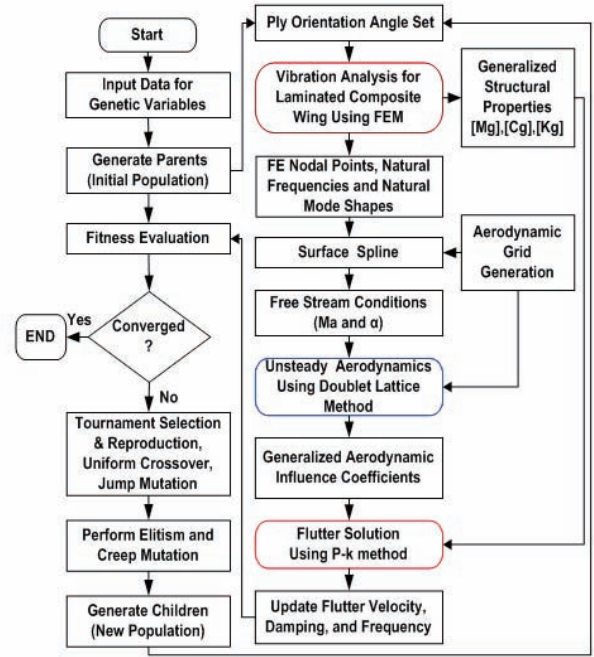 Start
Input Data for
Genetic Variables
Generate Parents
(Initial Population)
Fitness Evaluation
Converged
?
Yes
END
No
Tournament Selection
& Reproduction,
Uniform Crossover,
Jump Mutation
Perform Elitism and
Creep Mutation
Generate Children
(New Population)
Ply Orientation Angle Set
Vibration Analysis for
Laminated Composite
Wing Using FEM
FE Nodal Points, Natural
Frequencies and Natural
Mode Shapes
Surface Spline
Free Stream Conditions
(Ma and α)
Unsteady Aerodynamics
Using Doublet Lattice
Method
Generalized Aerodynamic
Influence Coefficients
Flutter Solution
Using P-k method
Update Flutter Velocity,
Damping, and Frequency
Generalized
Structural
Properties
[Mg],[Cg],[Kg]
Aerodynamic
Grid
Generation